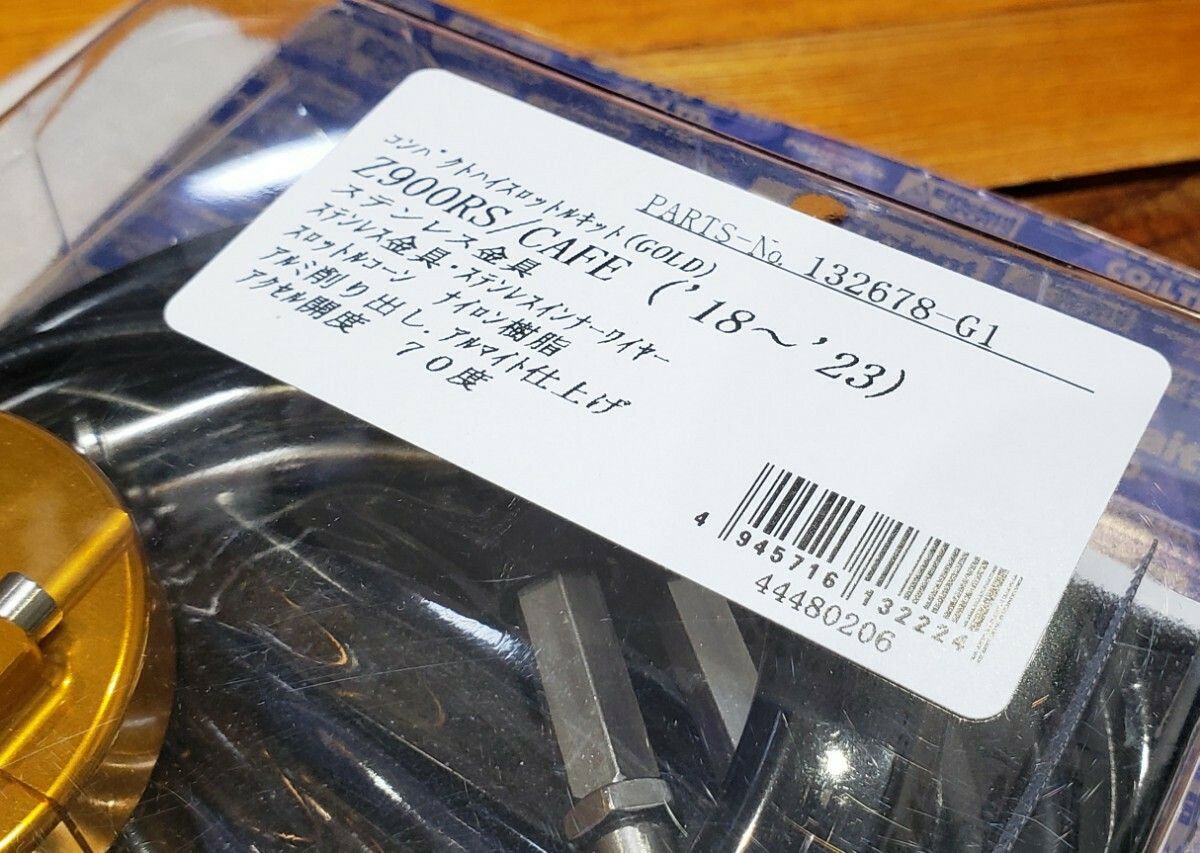 PARTS-No. 132678-G1
コンパクトハイスロットルキット(GOLD)
Z900RS/CAFE ('18～'23)
ステンレス金具
ステンレス金具・ステンレスインナーワイヤー
スロットルコーン ナイロン樹脂
アルミ削り出し.アルマイト仕上げ
アクセル開度 70度
4 945716 132224
44480206
CO.,LT